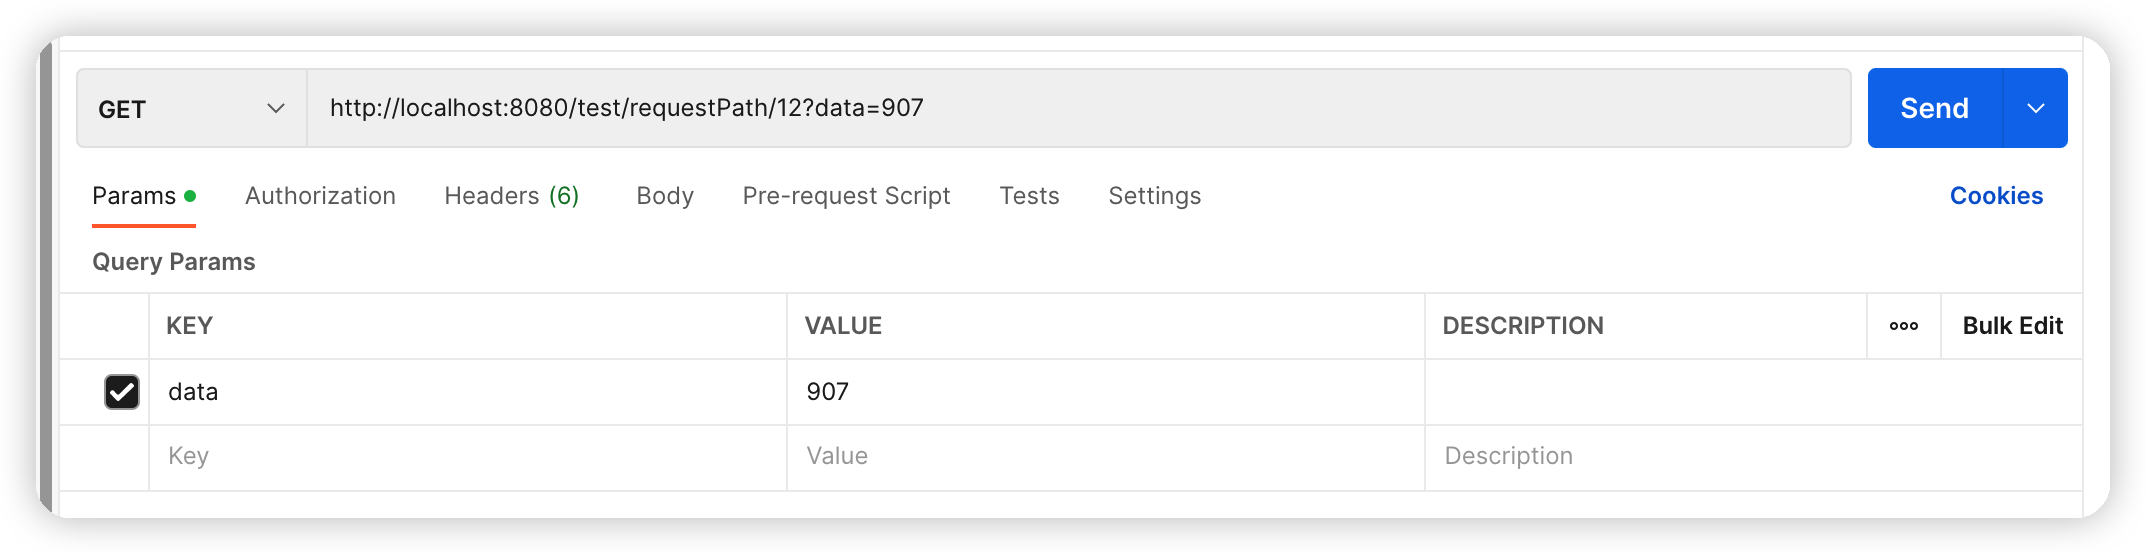 GET http://localhost:8080/test/requestPath/12?data=907 Send
Params Authorization Headers (6) Body Pre-request Script Tests Settings Cookies
Query Params
KEY VALUE DESCRIPTION ooo Bulk Edit
data 907
Key Value Description